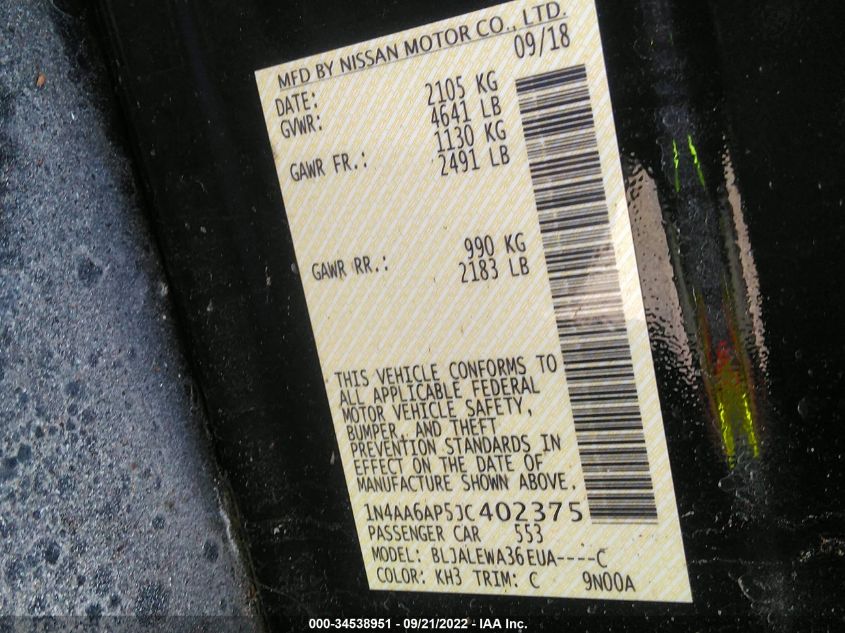 MFD BY NISSAN MOTOR CO., LTD.
DATE: 09/18
GVWR: 2105 KG
4641 LB
GAWR FR.: 1130 KG
2491 LB
GAWR RR.: 990 KG
2183 LB
THIS VEHICLE CONFORMS TO
ALL APPLICABLE FEDERAL
MOTOR VEHICLE SAFETY,
BUMPER, AND THEFT
PREVENTION STANDARDS IN
EFFECT ON THE DATE OF
MANUFACTURE SHOWN ABOVE.
1N4AA6AP5JC402375
PASSENGER CAR 553
MODEL: BLJALEWA36EUA----C
COLOR: KH3 TRIM: C 9N00A
000-34538951 - 09/21/2022 - IAA Inc.